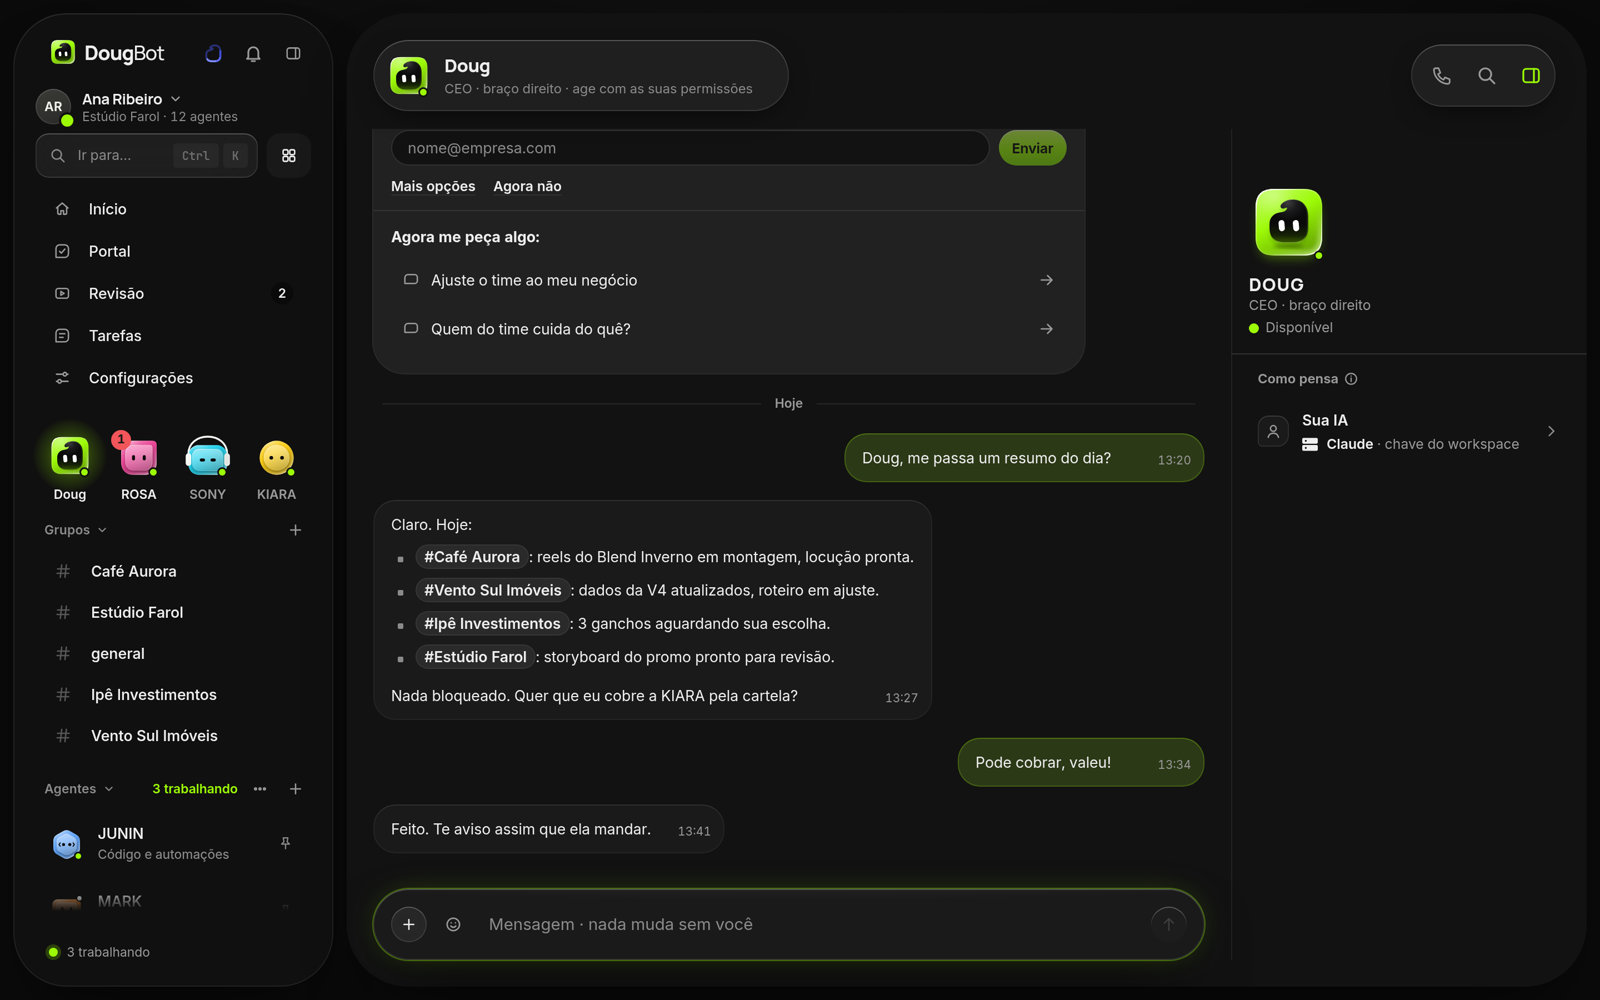 DougBot
AR
Ana Ribeiro
Estúdio Farol · 12 agentes
Ir para...
Ctrl
K
Início
Portal
Revisão
2
Tarefas
Configurações
1
Doug
ROSA
SONY
KIARA
Grupos
Café Aurora
Estúdio Farol
general
Ipê Investimentos
Vento Sul Imóveis
Agentes
3 trabalhando
JUNIN
Código e automações
MARK
3 trabalhando
Doug
CEO · braço direito · age com as suas permissões
nome@empresa.com
Enviar
Mais opções
Agora não
Agora me peça algo:
Ajuste o time ao meu negócio
Quem do time cuida do quê?
Hoje
Doug, me passa um resumo do dia?
13:20
Claro. Hoje:
#Café Aurora : reels do Blend Inverno em montagem, locução pronta.
#Vento Sul Imóveis : dados da V4 atualizados, roteiro em ajuste.
#Ipê Investimentos : 3 ganchos aguardando sua escolha.
#Estúdio Farol : storyboard do promo pronto para revisão.
Nada bloqueado. Quer que eu cobre a KIARA pela cartela?
13:27
Pode cobrar, valeu!
13:34
Feito. Te aviso assim que ela mandar.
13:41
Mensagem · nada muda sem você
DOUG
CEO · braço direito
Disponível
Como pensa
Sua IA
Claude · chave do workspace